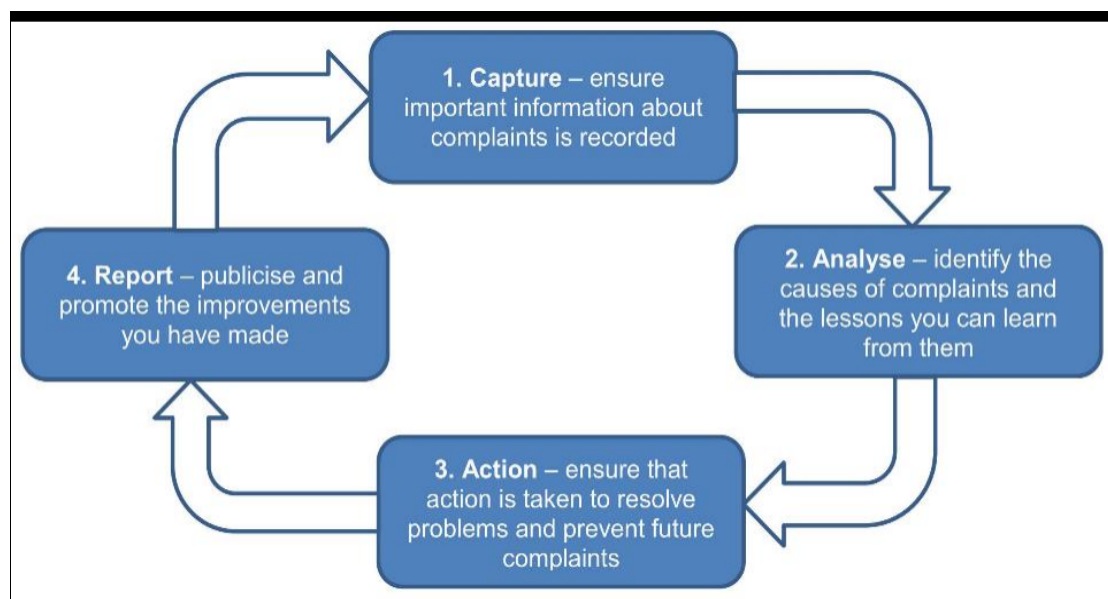 1. Capture – ensure
important information about
complaints is recorded
2. Analyse – identify the
causes of complaints and
the lessons you can learn
from them
3. Action – ensure that
action is taken to resolve
problems and prevent future
complaints
4. Report – publicise and
promote the improvements
you have made